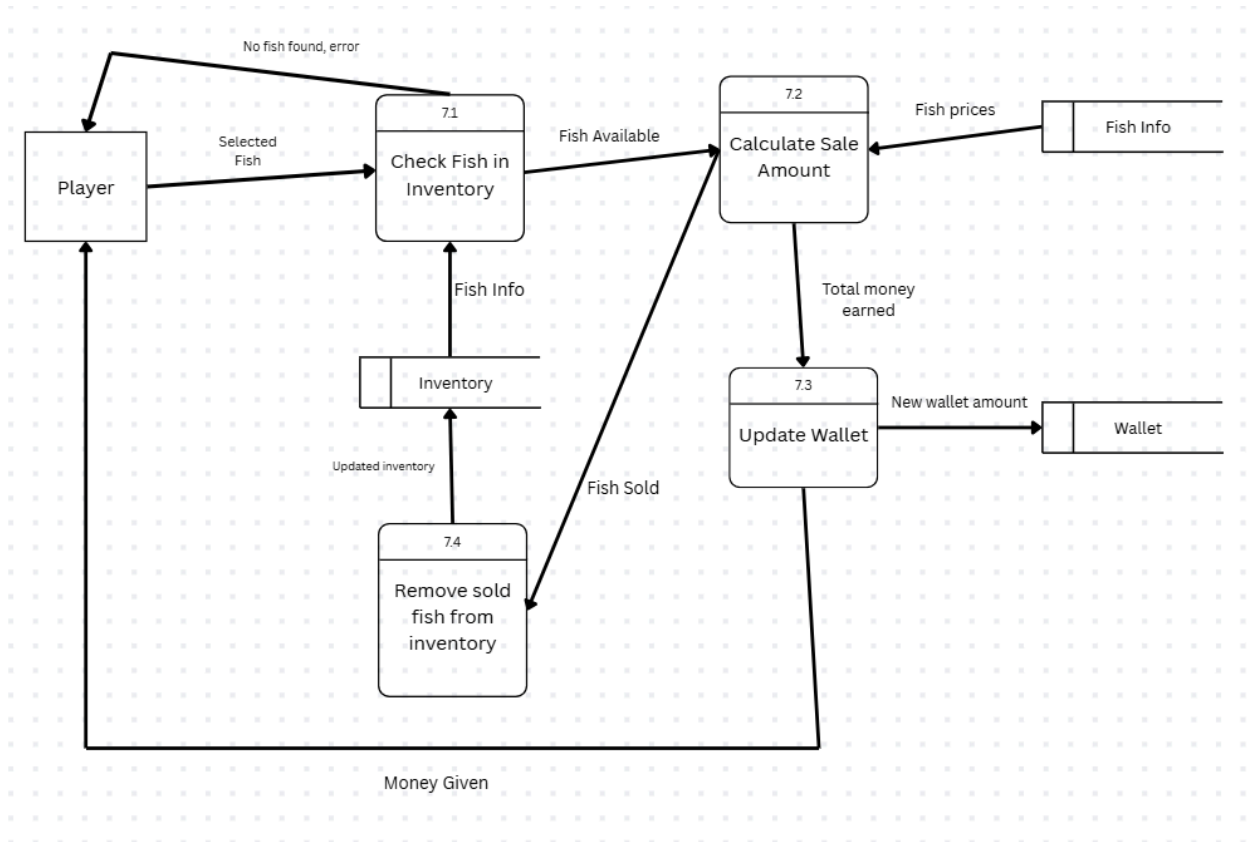 No fish found, error
7.1
7.2
Fish prices
Fish Info
Selected
Fish
Fish Available
Calculate Sale
Amount
Check Fish in
Inventory
Player
Fish Info
Total money
earned
Inventory
7.3
New wallet amount
Update Wallet
Wallet
Updated inventory
Fish Sold
7.4
Remove sold
fish from
inventory
Money Given